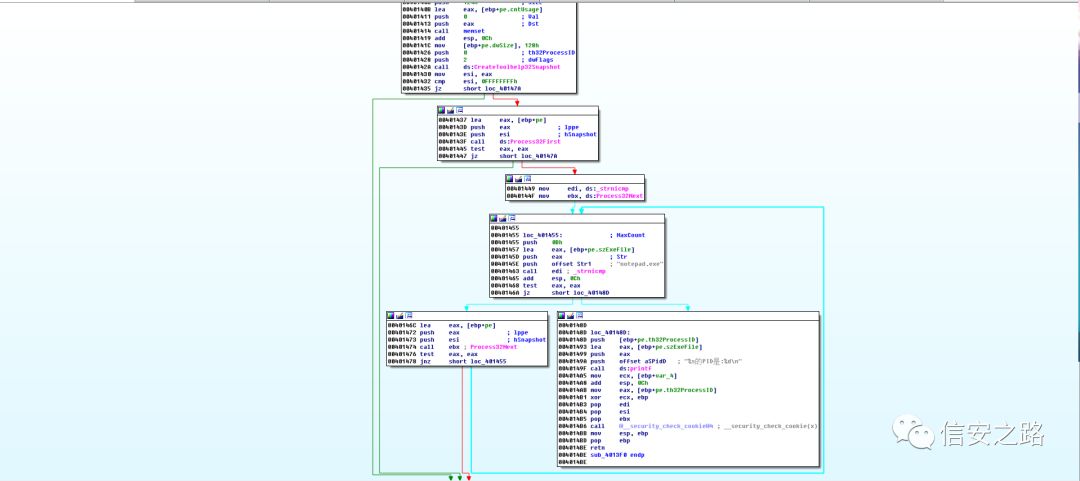 0040140B lea eax, [ebp+pe.cntUsage]
00401411 push 0 ; Val
00401413 push eax ; Dst
00401414 call memset
00401419 add esp, 0Ch
0040141C mov [ebp+pe.dwSize], 128h
00401426 push 0 ; th32ProcessID
00401428 push 2 ; dwFlags
0040142A call ds:CreateToolhelp32Snapshot
00401430 mov esi, eax
00401432 cmp esi, 0FFFFFFFFh
00401435 jz short loc_40147A
00401437 lea eax, [ebp+pe]
0040143D push eax ; lppe
0040143E push esi ; hSnapshot
0040143F call ds:Process32First
00401445 test eax, eax
00401447 jz short loc_40147A
00401449 mov edi, ds:_strnicmp
0040144F mov ebx, ds:Process32Next
00401455
00401455 loc_401455: ; MaxCount
00401455 push 0Dh
00401457 lea eax, [ebp+pe.szExeFile]
0040145D push eax ; Str
0040145E push offset Str1 ; "notepad.exe"
00401463 call edi ; _strnicmp
00401465 add esp, 0Ch
00401468 test eax, eax
0040146A jz short loc_40148D
0040146C lea eax, [ebp+pe]
00401472 push eax ; lppe
00401473 push esi ; hSnapshot
00401474 call ebx ; Process32Next
00401476 test eax, eax
00401478 jnz short loc_401455
0040148D
0040148D loc_40148D:
0040148D push [ebp+pe.th32ProcessID]
00401493 lea eax, [ebp+pe.szExeFile]
00401499 push eax
0040149A push offset aSPidD ; "%s的PID是:%d\n"
0040149F call ds:printf
004014A5 mov ecx, [ebp+var_4]
004014A8 add esp, 0Ch
004014AB mov eax, [ebp+pe.th32ProcessID]
004014B1 xor ecx, ebp
004014B3 pop edi
004014B4 pop esi
004014B5 pop ebx
004014B6 call @__security_check_cookie@4 ; __security_check_cookie(x)
004014BB mov esp, ebp
004014BD pop ebp
004014BE retn
004014BE sub_4013F0 endp
004014BE
信安之路